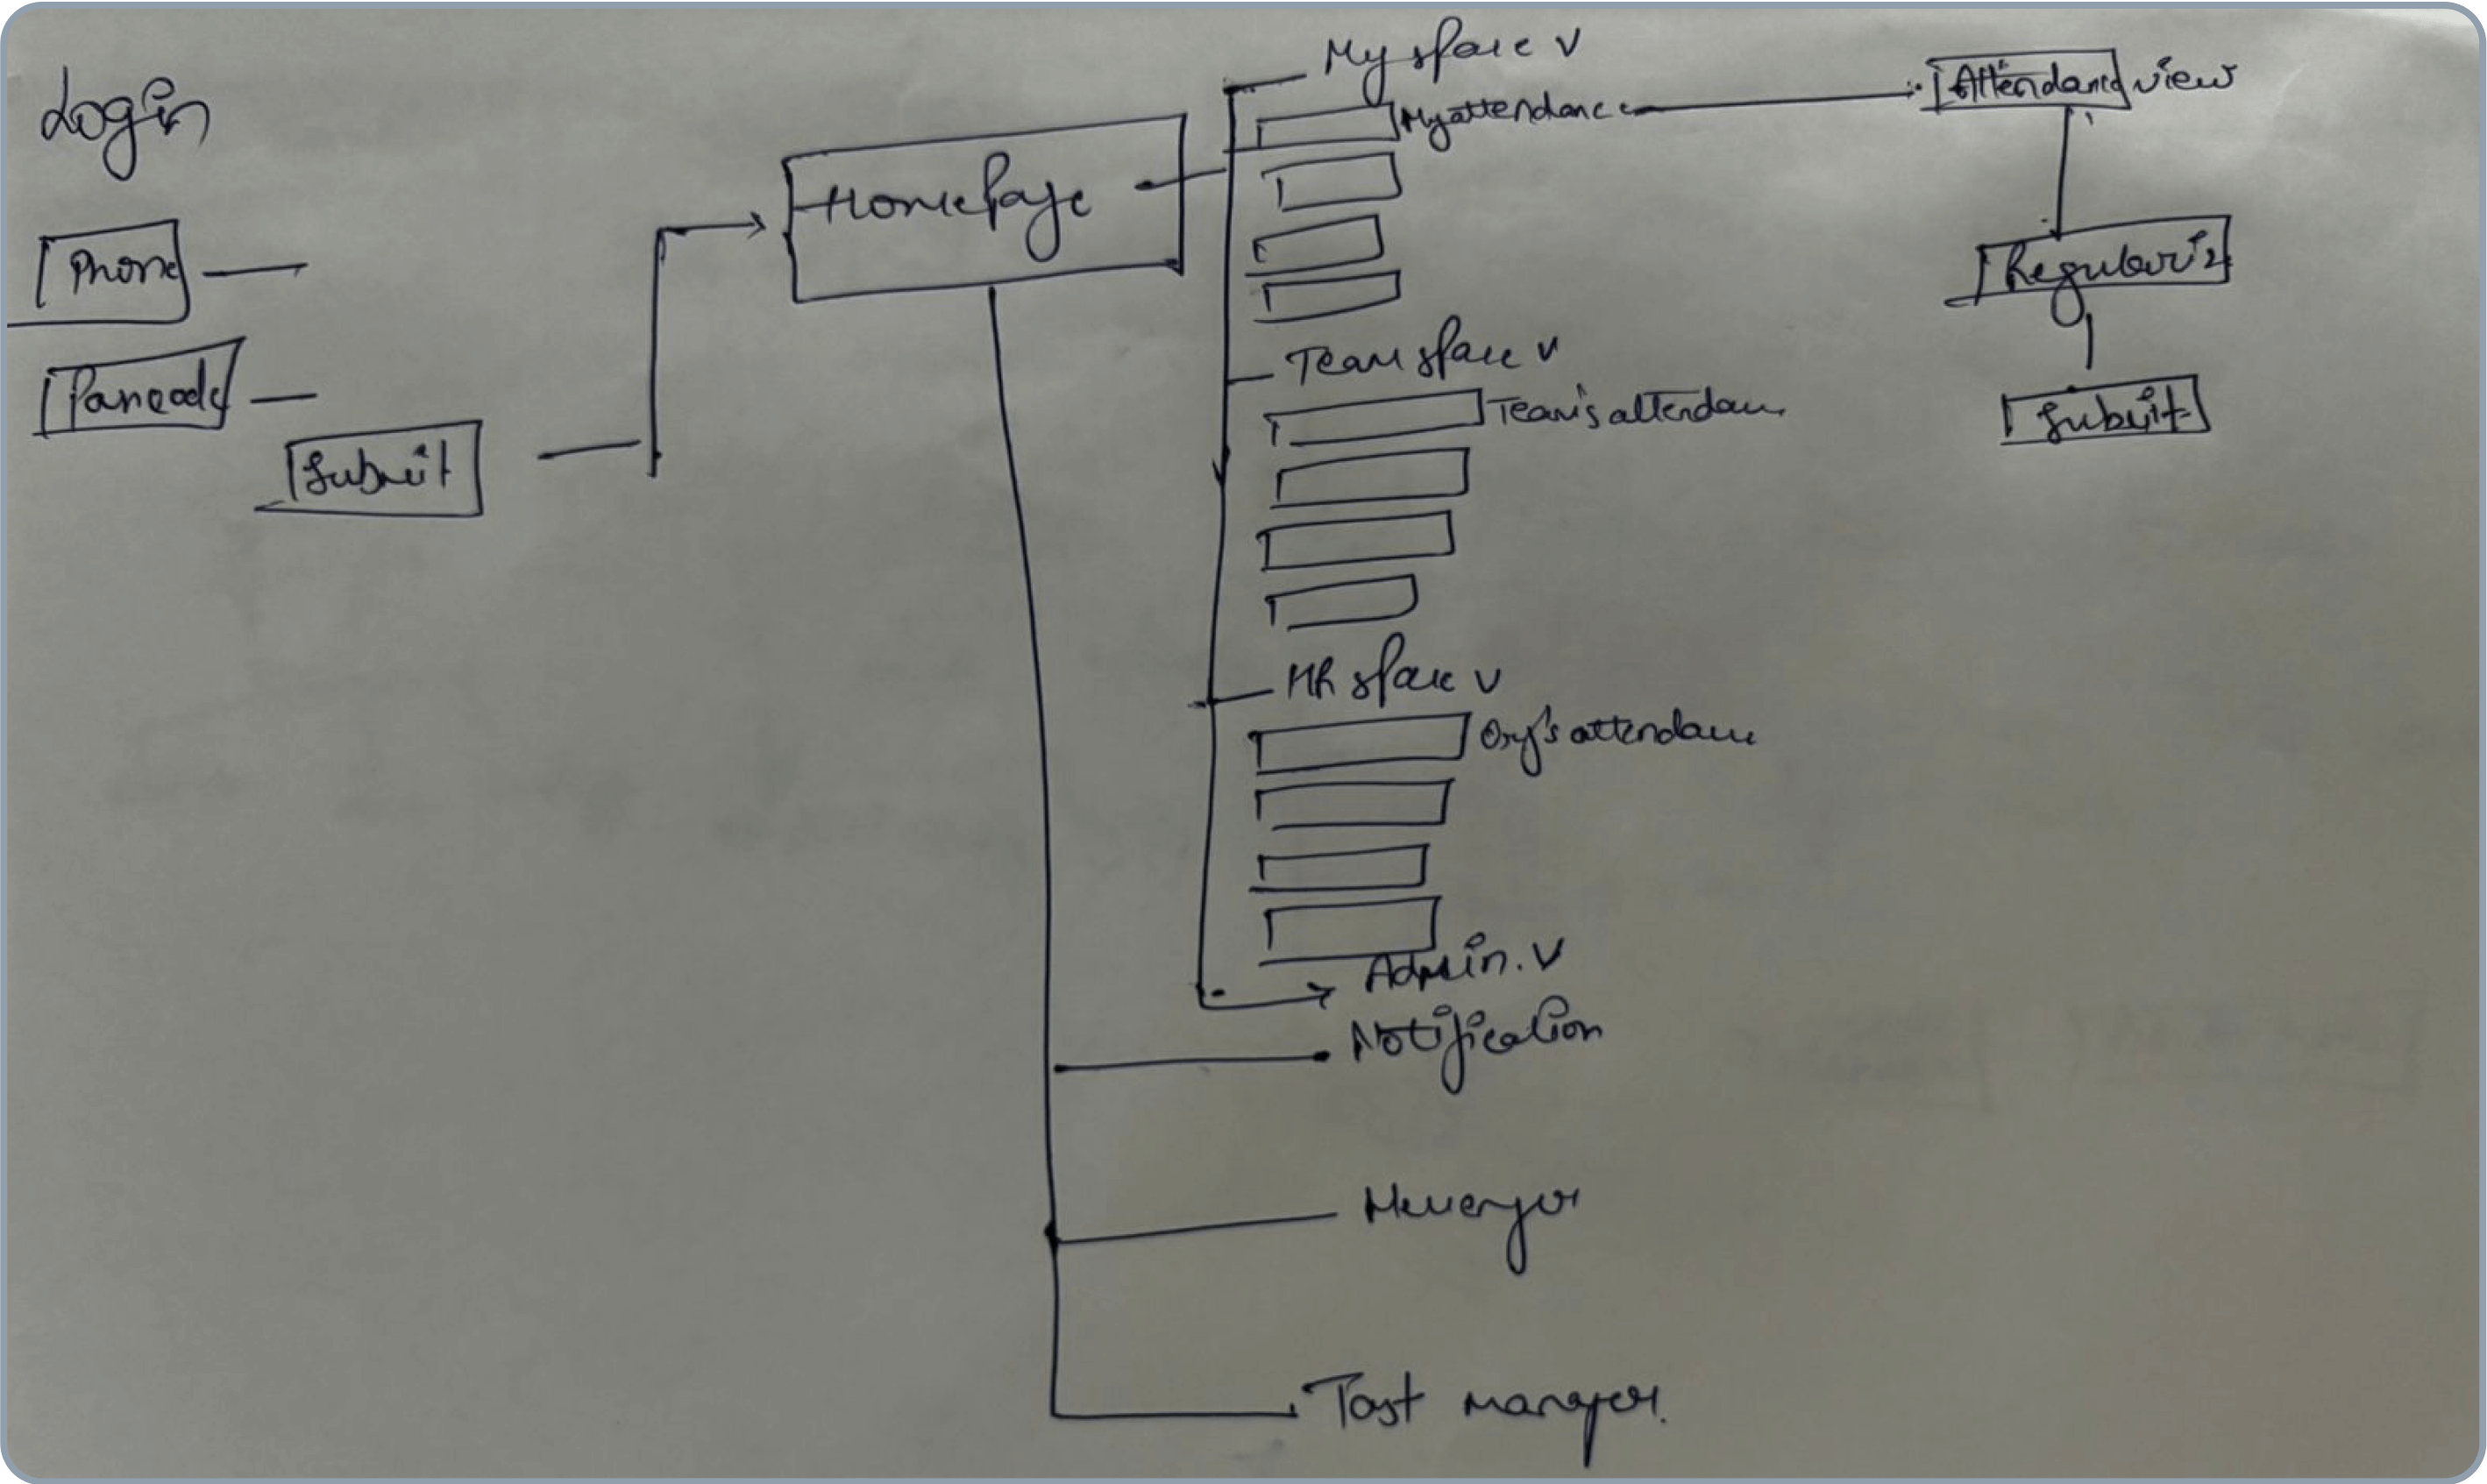 Login
Phone
Passcode
Submit
Homepage
My space v
My attendance
Team space v
Team's attendance
HR space v
Org's attendance
Admin. v
Notification
Messenger
Task manager.
Attendance view
Regulariz
Submit